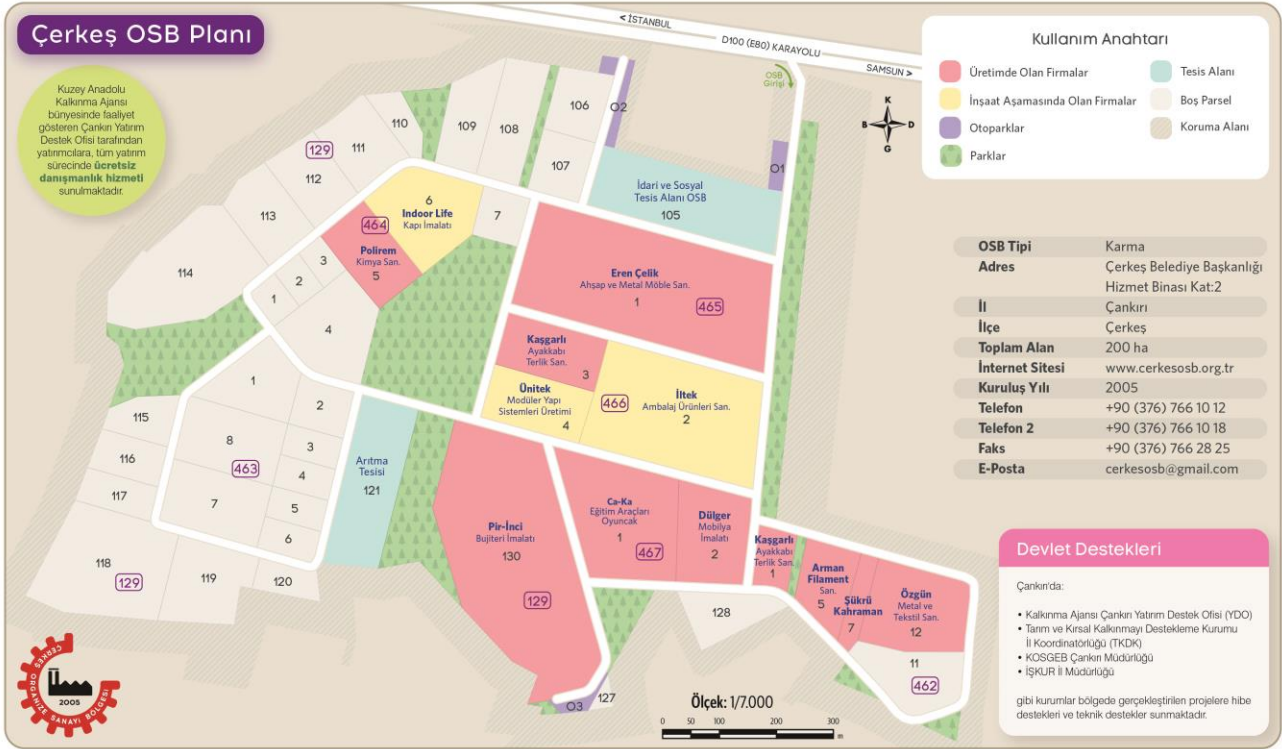 Çerkeş OSB Planı
Kuzey Anadolu
Kalkınma Ajansı
bünyesinde faaliyet
gösteren Çankırı Yatırım
Destek Ofisi tarafından
yatırımcılara, tüm yatırım
sürecinde ücretsiz
danışmanlık hizmeti
sunulmaktadır.
< İSTANBUL
D100 (E80) KARAYOLU
SAMSUN >
OSB
Girişi
K
B
D
G
Kullanım Anahtarı
Üretimde Olan Firmalar
İnşaat Aşamasında Olan Firmalar
Otoparklar
Parklar
Tesis Alanı
Boş Parsel
Koruma Alanı
OSB Tipi Karma
Adres Çerkeş Belediye Başkanlığı
Hizmet Binası Kat:2
İl Çankırı
İlçe Çerkeş
Toplam Alan 200 ha
İnternet Sitesi www.cerkesosb.org.tr
Kuruluş Yılı 2005
Telefon +90 (376) 766 10 12
Telefon 2 +90 (376) 766 10 18
Faks +90 (376) 766 28 25
E-Posta cerkesosb@gmail.com
Devlet Destekleri
Çankırı'da:
• Kalkınma Ajansı Çankırı Yatırım Destek Ofisi (YDO)
• Tarım ve Kırsal Kalkınmayı Destekleme Kurumu
İl Koordinatörlüğü (TKDK)
• KOSGEB Çankırı Müdürlüğü
• İŞKUR İl Müdürlüğü
gibi kurumlar bölgede gerçekleştirilen projelere hibe
destekleri ve teknik destekler sunmaktadır.
106
O2
107
108
109
110
111
129
112
113
114
O1
İdari ve Sosyal
Tesis Alanı OSB
105
6
Indoor Life
Kapı İmalatı
7
464
Polirem
Kimya San.
5
3
2
1
4
Eren Çelik
Ahşap ve Metal Möble San.
1
465
Kaşgarlı
Ayakkabı
Terlik San.
3
Ünitek
Modüler Yapı
Sistemleri Üretimi
4
466
İltek
Ambalaj Ürünleri San.
2
1
2
3
4
5
6
7
8
463
115
116
117
118
129
119
120
Arıtma
Tesisi
121
Pir-İnci
Bujiteri İmalatı
130
129
Ca-Ka
Eğitim Araçları
Oyuncak
1
467
Dülger
Mobilya
İmalatı
2
Kaşgarlı
Ayakkabı
Terlik San.
1
Arman
Filament
San.
5
Şükrü
Kahraman
7
Özgün
Metal ve
Tekstil San.
12
11
462
128
127
O3
Ölçek: 1/7.000
0 50 100 200 300
m
ÇERKEŞ ORGANİZE SANAYİ BÖLGESİ
2005